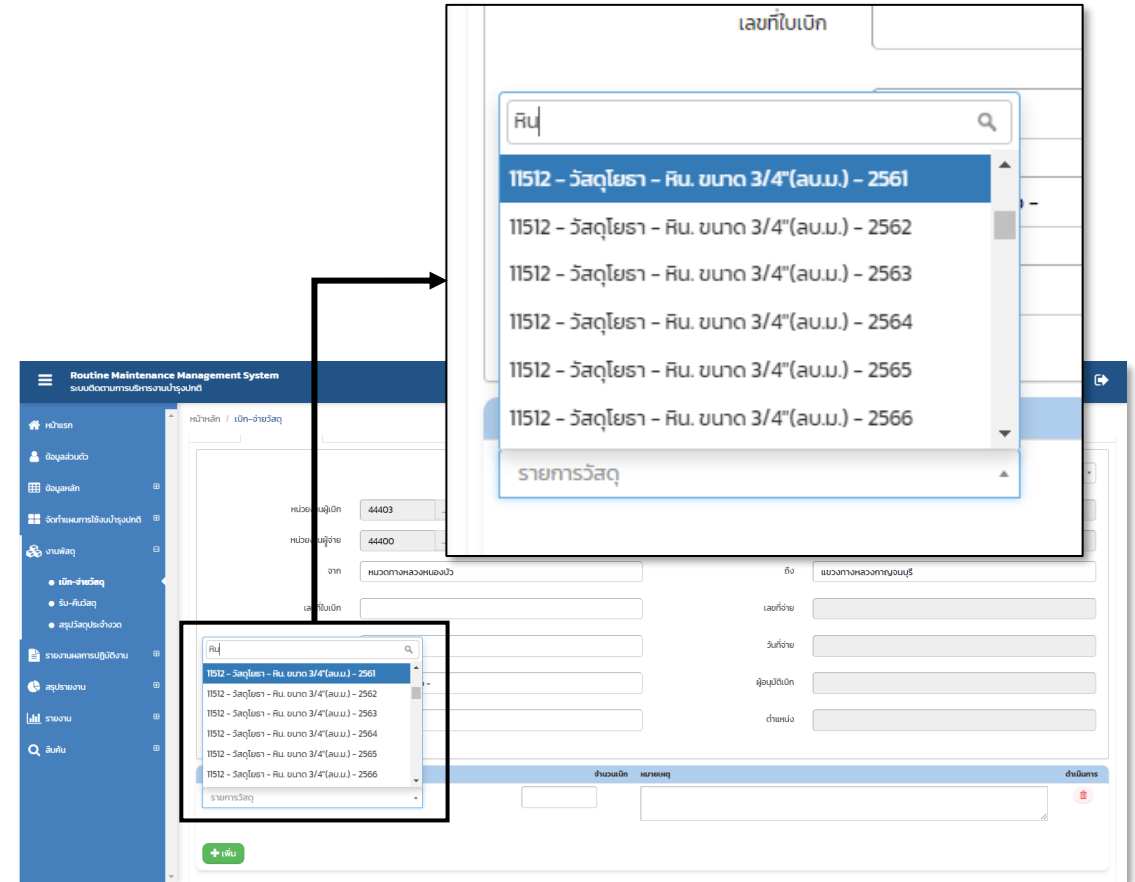 เลขที่ใบเบิก
หิน
11512 - วัสดุโยธา - หิน. ขนาด 3/4"(ลบ.ม.) - 2561
11512 - วัสดุโยธา - หิน. ขนาด 3/4"(ลบ.ม.) - 2562
11512 - วัสดุโยธา - หิน. ขนาด 3/4"(ลบ.ม.) - 2563
11512 - วัสดุโยธา - หิน. ขนาด 3/4"(ลบ.ม.) - 2564
11512 - วัสดุโยธา - หิน. ขนาด 3/4"(ลบ.ม.) - 2565
11512 - วัสดุโยธา - หิน. ขนาด 3/4"(ลบ.ม.) - 2566
รายการวัสดุ
Routine Maintenance Management System
ระบบติดตามการบริหารงานบำรุงปกติ
หน้าแรก
ข้อมูลส่วนตัว
ข้อมูลหลัก
จัดทำแผนการใช้งบบำรุงปกติ
งานพัสดุ
เบิก-จ่ายวัสดุ
รับ-คืนวัสดุ
สรุปวัสดุประจำงวด
รายงานผลการปฏิบัติงาน
สรุปรายงาน
รายงาน
สืบค้น
หน้าหลัก / เบิก-จ่ายวัสดุ
หน่วยงานผู้เบิก 44403
หน่วยงานผู้จ่าย 44400
จาก หมวดทางหลวงหนองบัว ถึง แขวงทางหลวงกาญจนบุรี
เลขที่ใบเบิก เลขที่จ่าย
วันที่จ่าย
ผู้อนุมัติเบิก
ตำแหน่ง
หิน
11512 - วัสดุโยธา - หิน. ขนาด 3/4"(ลบ.ม.) - 2561
11512 - วัสดุโยธา - หิน. ขนาด 3/4"(ลบ.ม.) - 2562
11512 - วัสดุโยธา - หิน. ขนาด 3/4"(ลบ.ม.) - 2563
11512 - วัสดุโยธา - หิน. ขนาด 3/4"(ลบ.ม.) - 2564
11512 - วัสดุโยธา - หิน. ขนาด 3/4"(ลบ.ม.) - 2565
11512 - วัสดุโยธา - หิน. ขนาด 3/4"(ลบ.ม.) - 2566
จำนวนเบิก หมายเหตุ ดำเนินการ
รายการวัสดุ
เพิ่ม